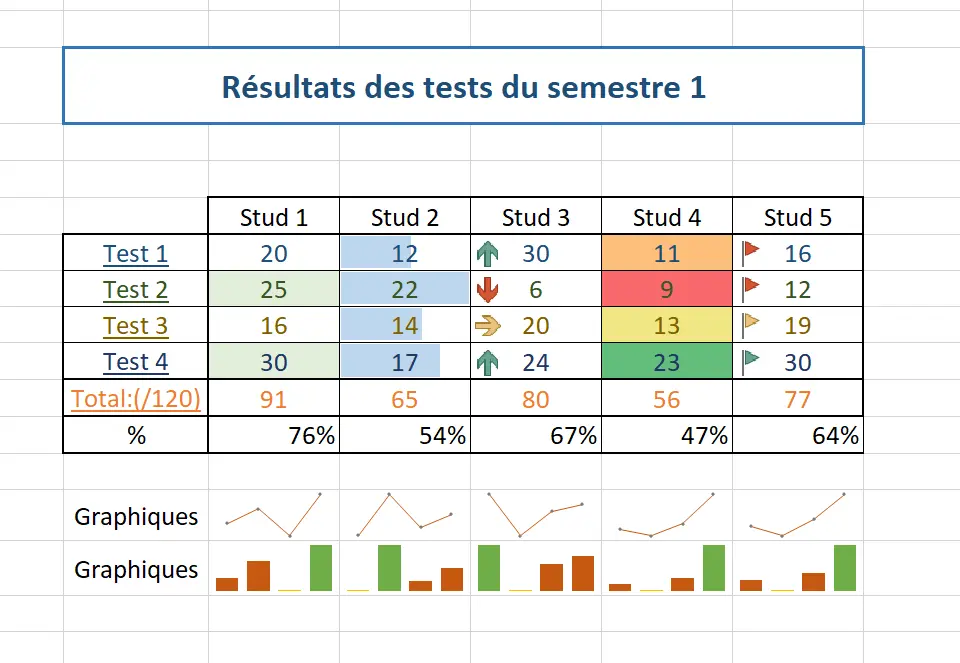 Résultats des tests du semestre 1
Stud 1 Stud 2 Stud 3 Stud 4 Stud 5
Test 1 20 12 30 11 16
Test 2 25 22 6 9 12
Test 3 16 14 20 13 19
Test 4 30 17 24 23 30
Total:(/120) 91 65 80 56 77
% 76% 54% 67% 47% 64%
Graphiques
Graphiques